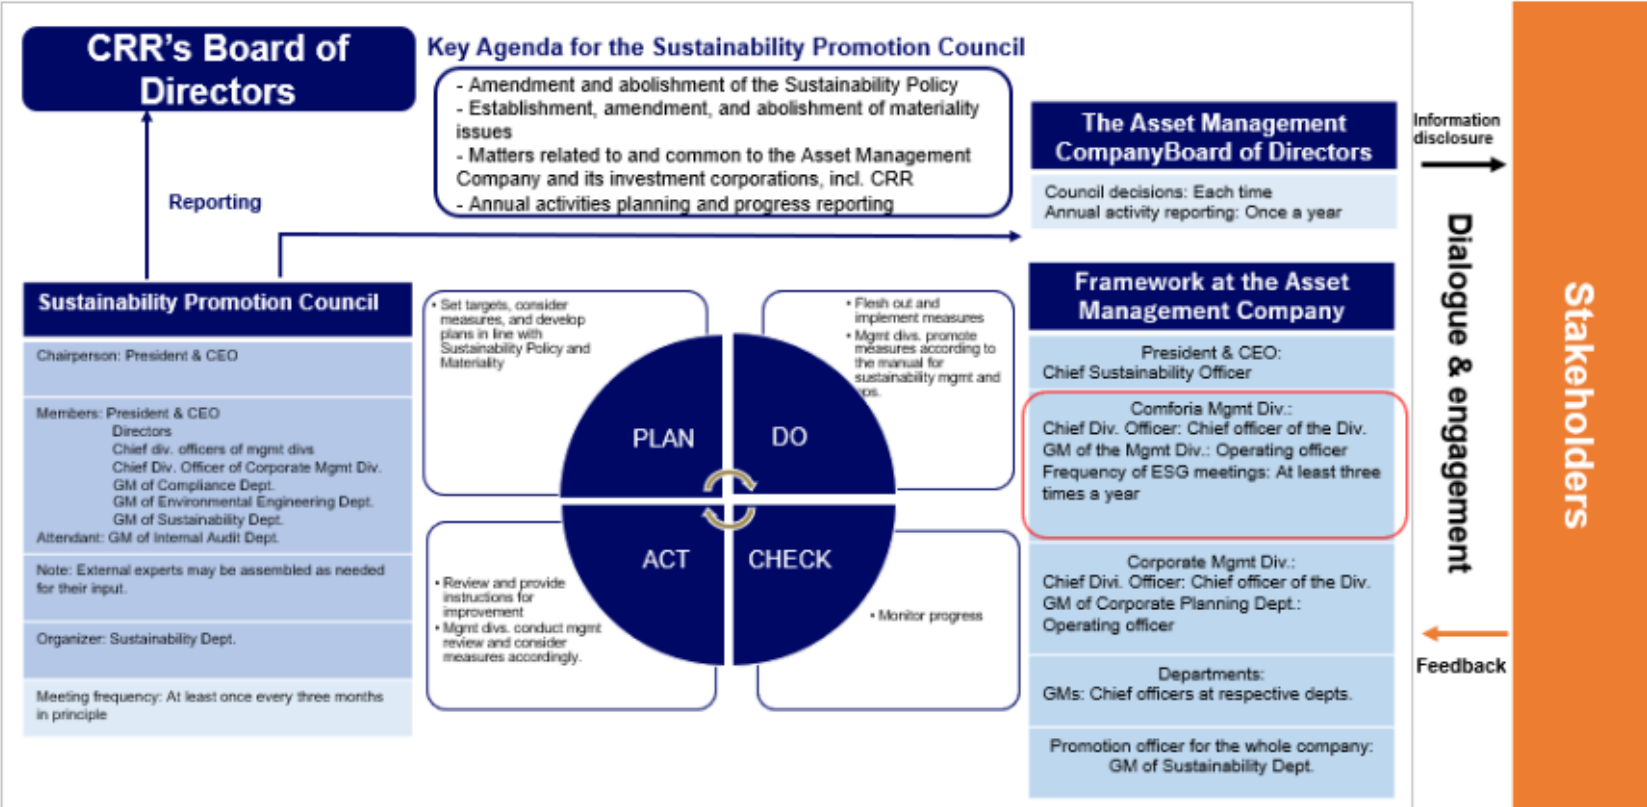 CRR's Board of
Directors
Key Agenda for the Sustainability Promotion Council
- Amendment and abolishment of the Sustainability Policy
- Establishment, amendment, and abolishment of materiality
issues
- Matters related to and common to the Asset Management
Company and its investment corporations, incl. CRR
- Annual activities planning and progress reporting
Reporting
The Asset Management
CompanyBoard of Directors
Council decisions: Each time
Annual activity reporting: Once a year
Sustainability Promotion Council
Chairperson: President & CEO
Members: President & CEO
Directors
Chief div. officers of mgmt divs
Chief Div. Officer of Corporate Mgmt Div.
GM of Compliance Dept.
GM of Environmental Engineering Dept.
GM of Sustainability Dept.
Attendant: GM of Internal Audit Dept.
Note: External experts may be assembled as needed
for their input.
Organizer: Sustainability Dept.
Meeting frequency: At least once every three months
in principle
• Set targets, consider
measures, and develop
plans in line with
Sustainability Policy and
Materiality
• Flesh out and
implement measures
• Mgmt divs. promote
measures according to
the manual for
sustainability mgmt and
PLAN
DO
ACT
CHECK
• Review and provide
instructions for
improvement
• Mgmt divs. conduct mgmt
review and consider
measures accordingly.
• Monitor progress
Framework at the Asset
Management Company
President & CEO:
Chief Sustainability Officer
Comforia Mgmt Div.:
Chief Div. Officer: Chief officer of the Div.
GM of the Mgmt Div.: Operating officer
Frequency of ESG meetings: At least three
times a year
Corporate Mgmt Div.:
Chief Divi. Officer: Chief officer of the Div.
GM of Corporate Planning Dept.:
Operating officer
Departments:
GMs: Chief officers at respective depts.
Promotion officer for the whole company:
GM of Sustainability Dept.
Information
disclosure
Dialogue & engagement
Feedback
Stakeholders